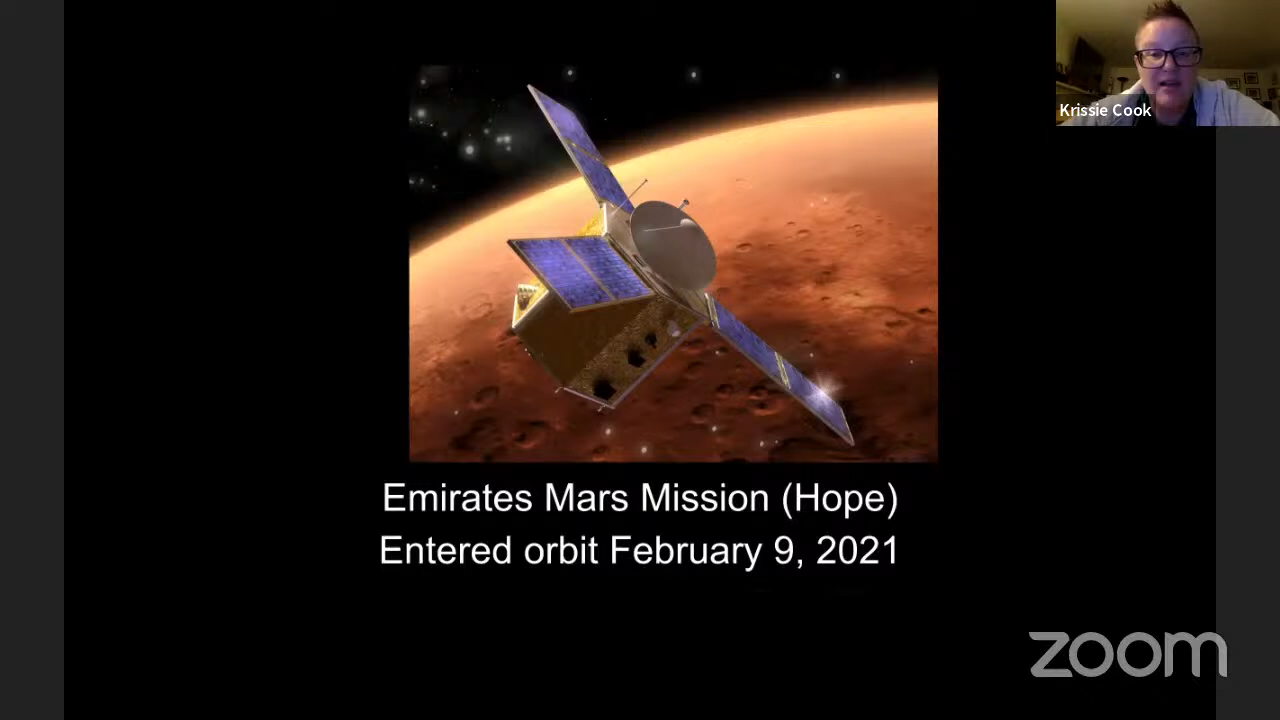 Krissie Cook
Emirates Mars Mission (Hope)
Entered orbit February 9, 2021
zoom